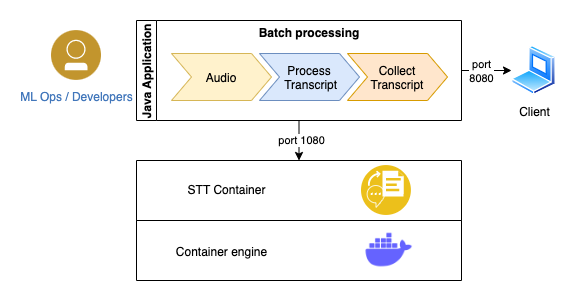 Batch processing
Java Application
Audio
Process
Transcript
Collect
Transcript
port
8080
ML Ops / Developers
Client
port 1080
STT Container
Container engine